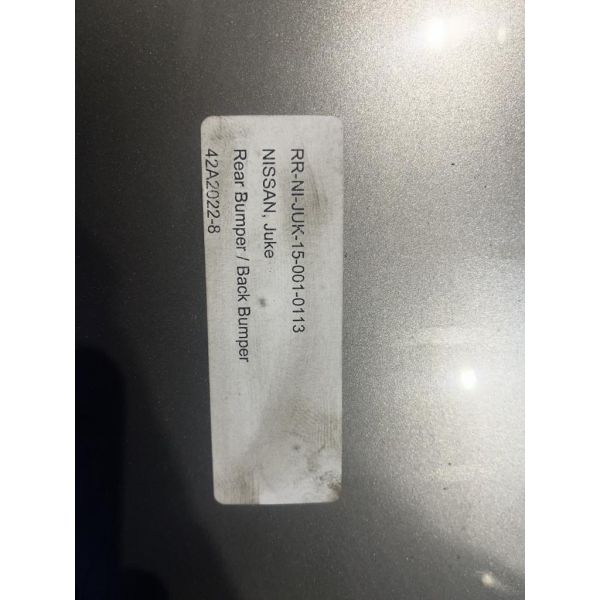 RR-NI-JUK-15-001-0113
NISSAN, Juke
Rear Bumper / Back Bumper
42A2022-8